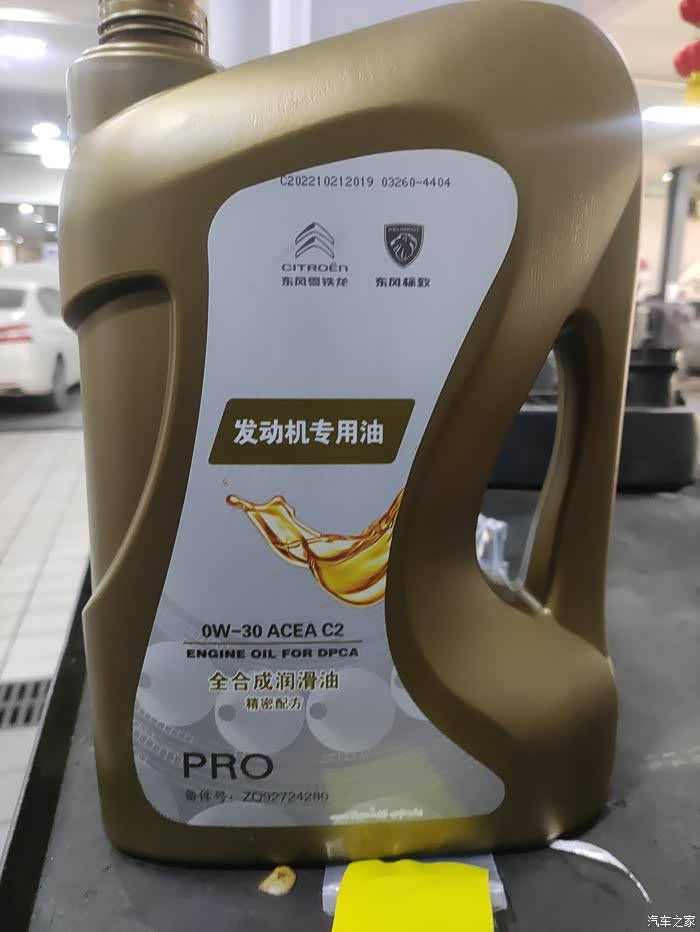 C202210212019 03260-4404
CITROËN
东风雪铁龙
PEUGEOT
东风标致
发动机专用油
0W-30 ACEA C2
ENGINE OIL FOR DPCA
全合成润滑油
精密配方
PRO
备件号：ZQ92724280
汽车之家